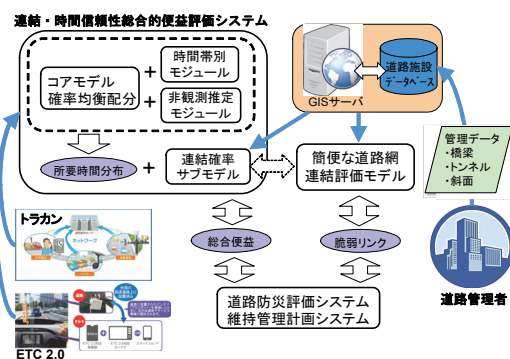 連結・時間信頼性総合的便益評価システム
コアモデル
確率均衡配分
+
時間帯別
モジュール
+
非観測推定
モジュール
所要時間分布
+
連結確率
サブモデル
GISサーバ
道路施設
データベース
簡便な道路網
連結評価モデル
管理データ
・橋梁
・トンネル
・斜面
道路管理者
トラカン
ネットワーク
総合便益
脆弱リンク
道路防災評価システム
維持管理計画システム
ETC 2.0